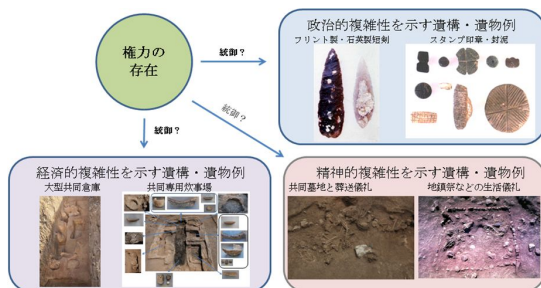 権力の
存在
統御?
統御?
統御?
政治的複雑性を示す遺構・遺物例
フリント製・石英製短剣
スタンプ印章・封泥
経済的複雑性を示す遺構・遺物例
大型共同倉庫
共同専用炊事場
精神的複雑性を示す遺構・遺物例
共同墓地と葬送儀礼
地鎮祭などの生活儀礼